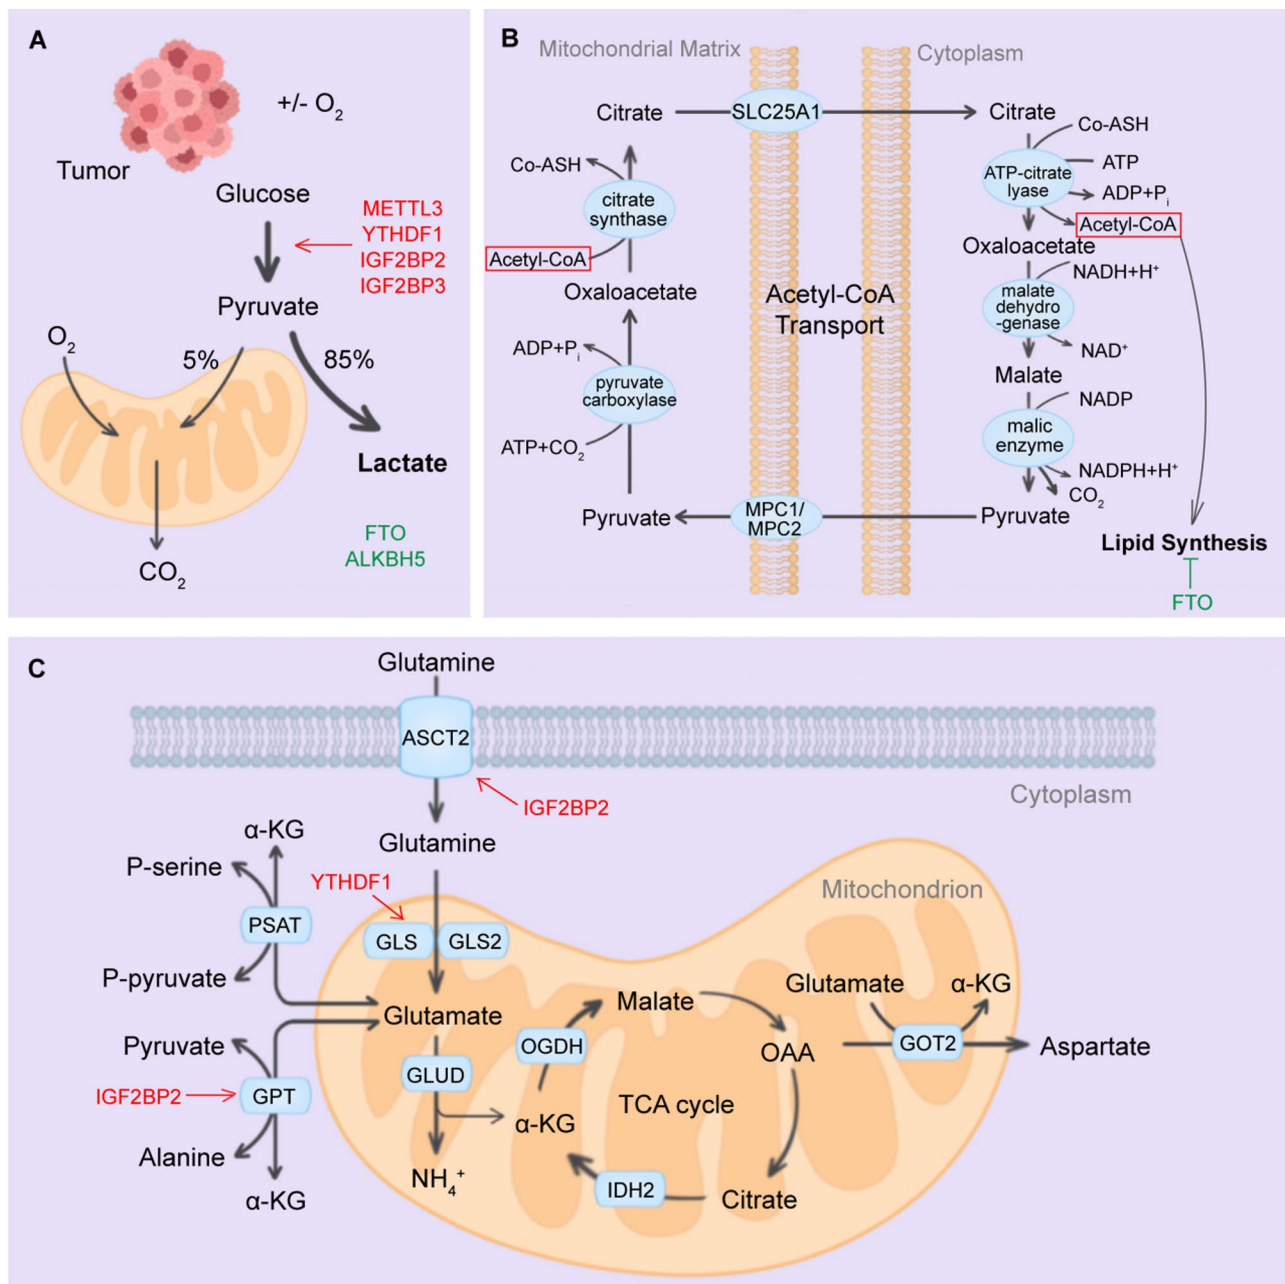 A
+/- O2
Tumor
Glucose
METTL3
YTHDF1
IGF2BP2
IGF2BP3
Pyruvate
O2
5%
85%
Lactate
FTO
ALKBH5
CO2
B
Mitochondrial Matrix
Cytoplasm
Citrate
SLC25A1
Citrate
Co-ASH
Co-ASH
ATP-citrate
lyase
ATP
ADP+Pi
citrate
synthase
Acetyl-CoA
Acetyl-CoA
Oxaloacetate
Oxaloacetate
NADH+H+
malate
dehydro
-genase
NAD+
Acetyl-CoA
Transport
ADP+Pi
pyruvate
carboxylase
ATP+CO2
Malate
NADP
malic
enzyme
NADPH+H+
CO2
Pyruvate
MPC1/
MPC2
Pyruvate
Lipid Synthesis
FTO
C
Glutamine
ASCT2
Cytoplasm
IGF2BP2
Glutamine
α-KG
P-serine
PSAT
P-pyruvate
YTHDF1
GLS
GLS2
Mitochondrion
Glutamate
Pyruvate
IGF2BP2
GPT
Alanine
α-KG
GLUD
NH4+
α-KG
OGDH
Malate
OAA
TCA cycle
IDH2
Citrate
Glutamate
α-KG
GOT2
Aspartate